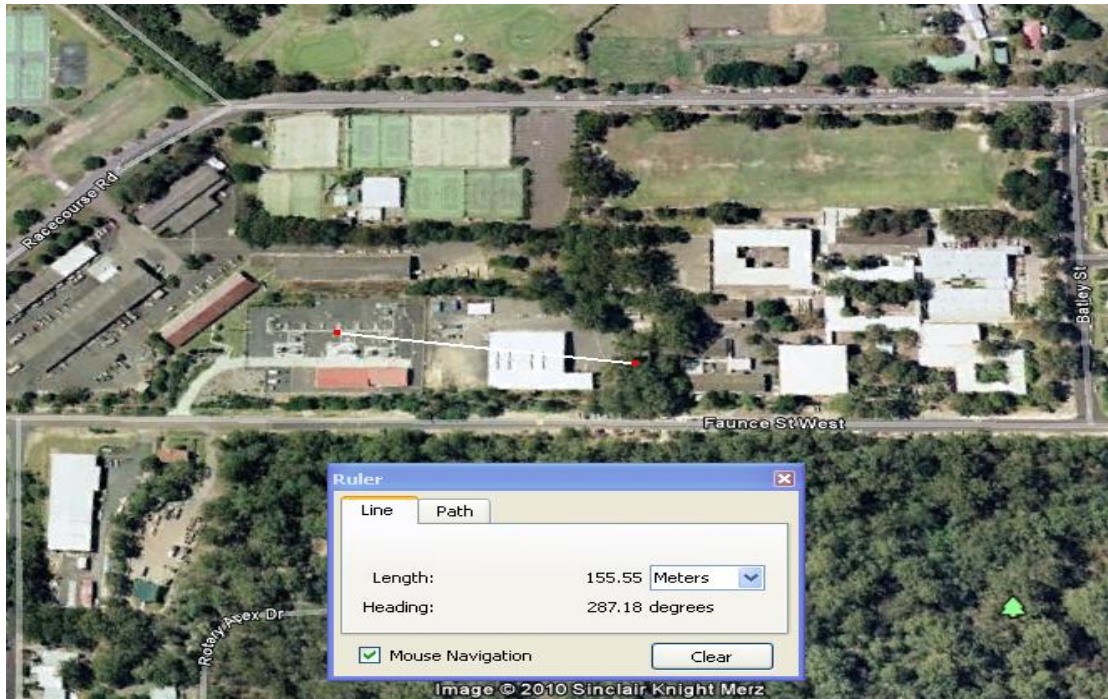 Racecourse Rd
Batley St
Faunce St West
Ruler
Line Path
Length: 155.55 Meters
Heading: 287.18 degrees
Mouse Navigation Clear
Rotary Apex Dr
Image © 2010 Sinclair Knight Merz